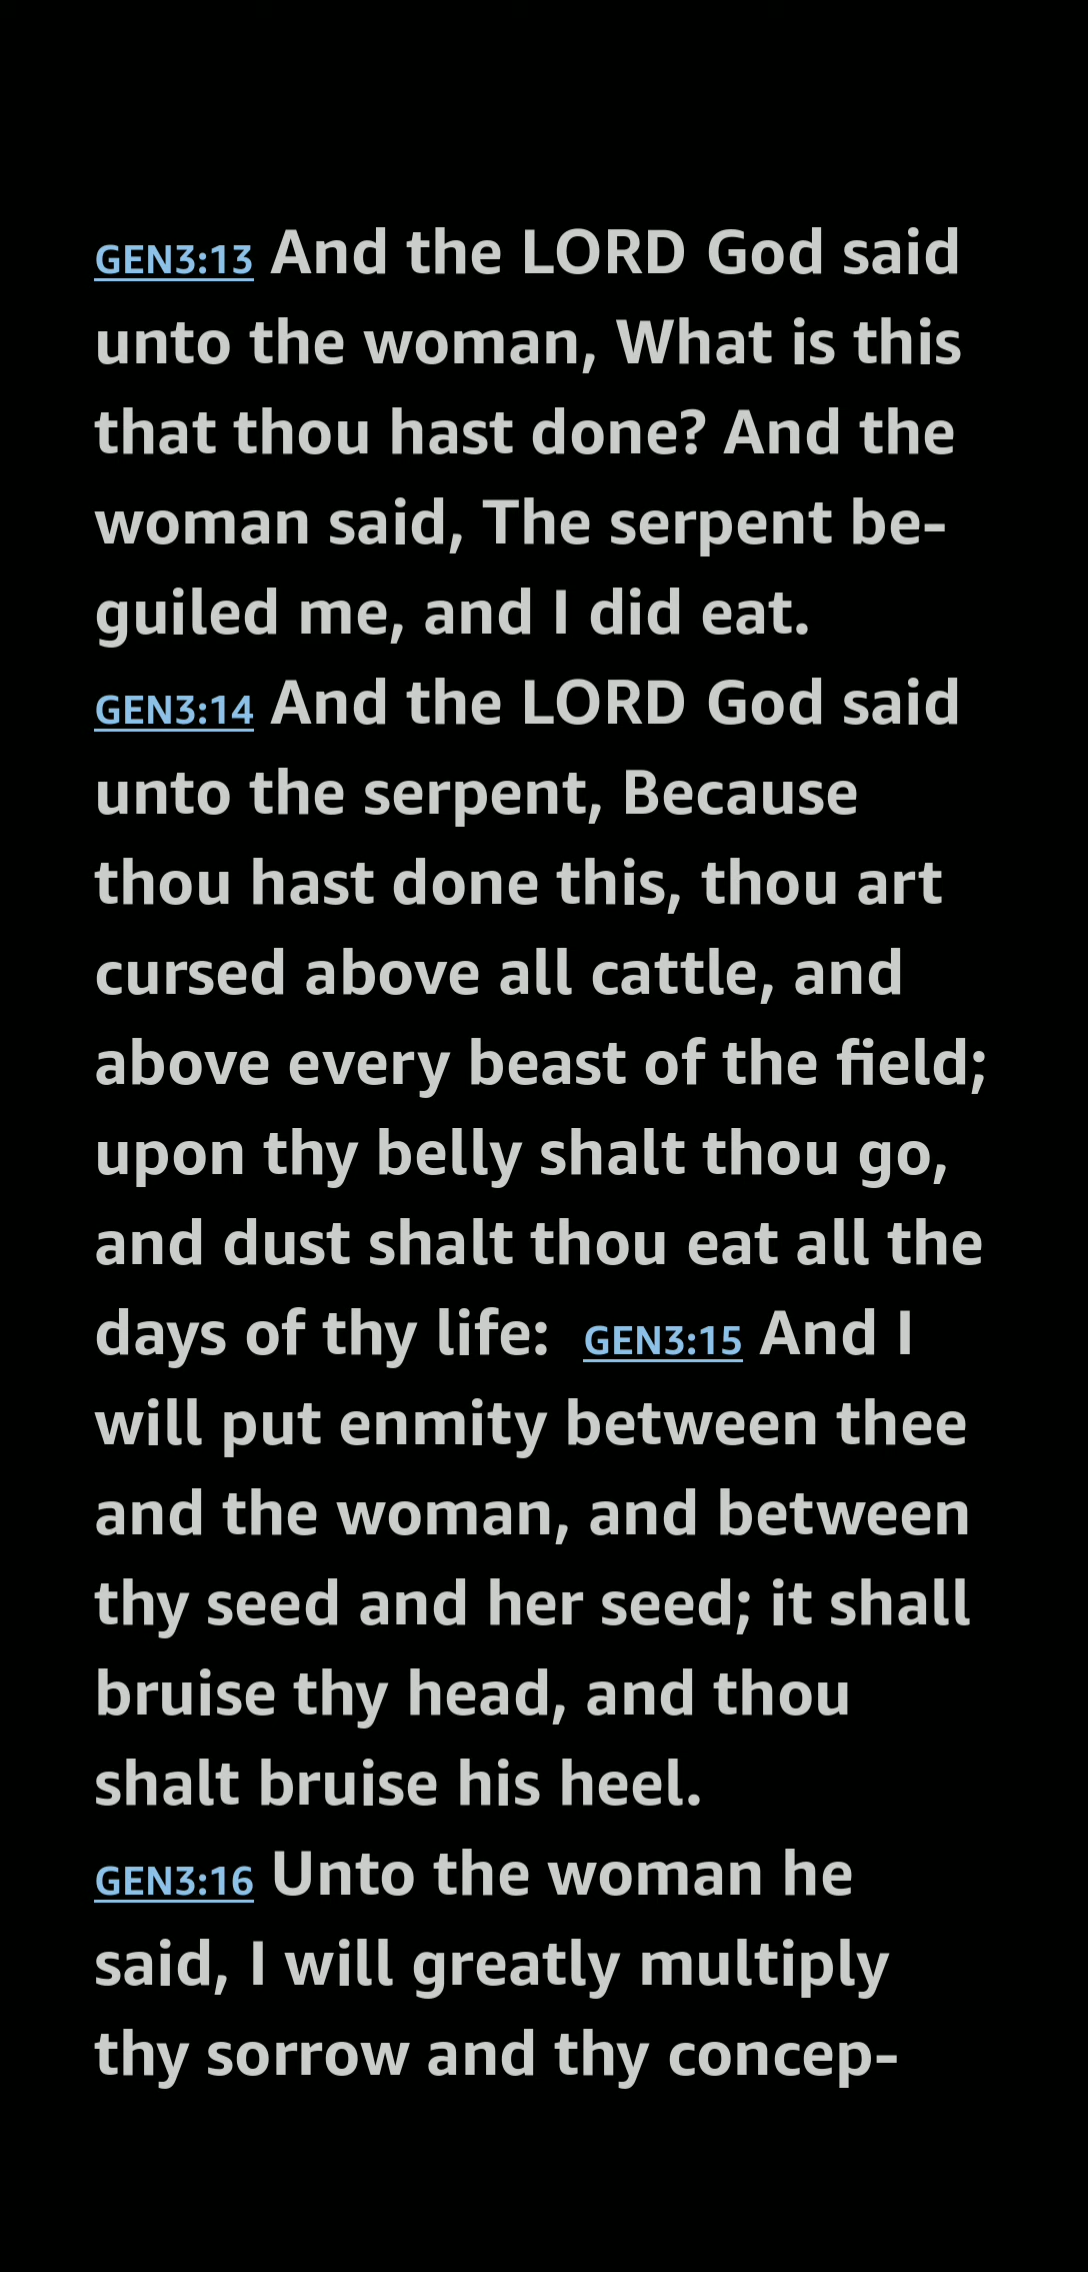 GEN3:13 And the LORD God said
unto the woman, What is this
that thou hast done? And the
woman said, The serpent be-
guiled me, and I did eat.
GEN3:14 And the LORD God said
unto the serpent, Because
thou hast done this, thou art
cursed above all cattle, and
above every beast of the field;
upon thy belly shalt thou go,
and dust shalt thou eat all the
days of thy life: GEN3:15 And I
will put enmity between thee
and the woman, and between
thy seed and her seed; it shall
bruise thy head, and thou
shalt bruise his heel.
GEN3:16 Unto the woman he
said, I will greatly multiply
thy sorrow and thy concep-